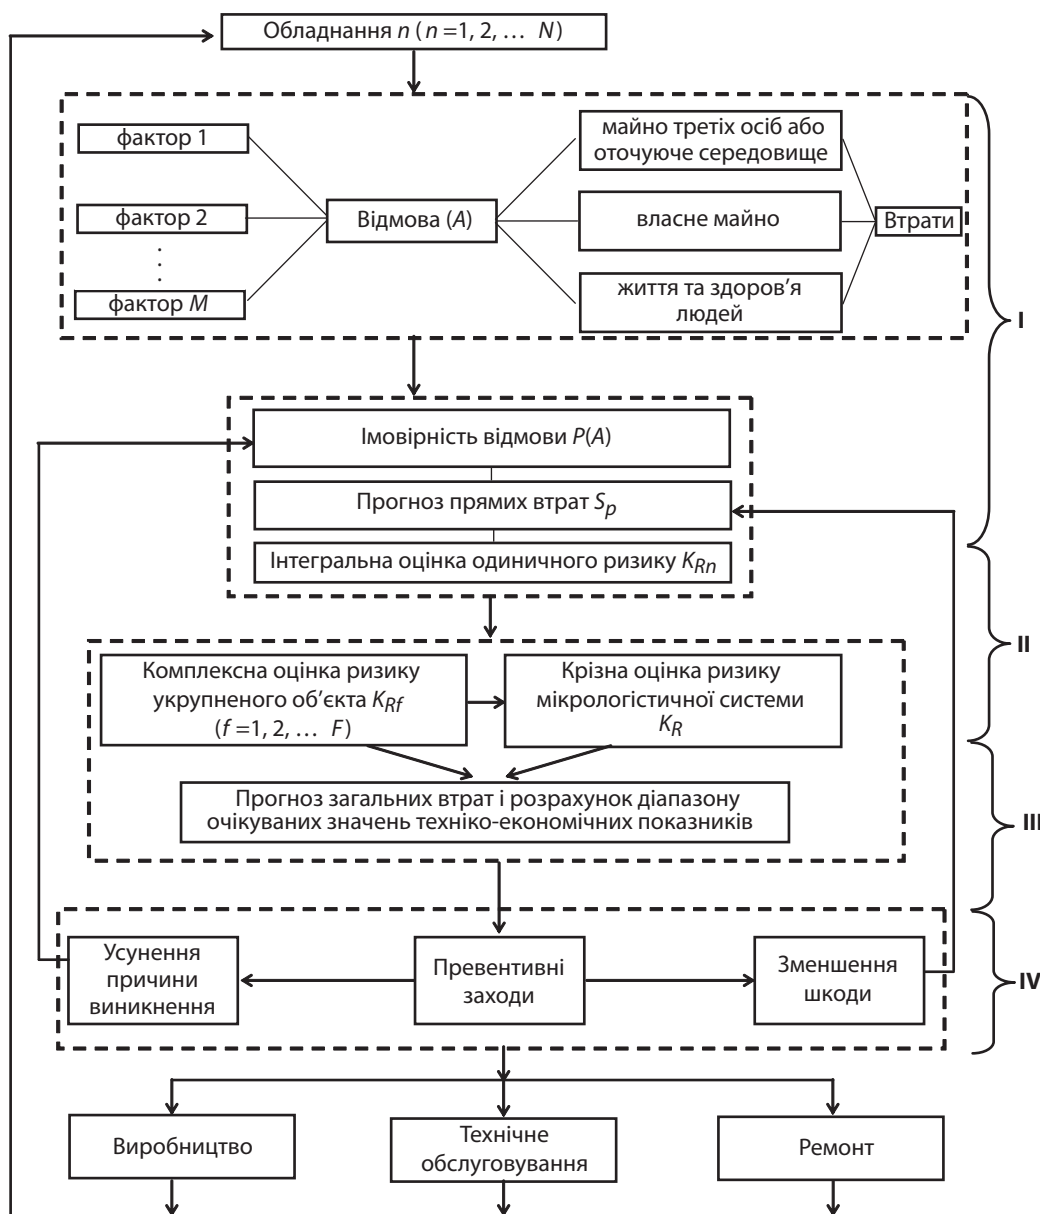 Обладнання n ( n =1, 2, … N)
фактор 1
фактор 2
фактор M
Відмова (A)
майно третіх осіб або
оточуюче середовище
власне майно
життя та здоров’я
людей
Втрати
I
Імовірність відмови P(A)
Прогноз прямих втрат Sp
Інтегральна оцінка одиничного ризику KRn
II
Комплексна оцінка ризику
укрупненого об’єкта KRf
(f =1, 2, … F)
Крізна оцінка ризику
мікрологістичної системи
KR
Прогноз загальних втрат і розрахунок діапазону
очікуваних значень техніко-економічних показників
III
Усунення
причини
виникнення
Превентивні
заходи
Зменшення
шкоди
IV
Виробництво
Технічне
обслуговування
Ремонт